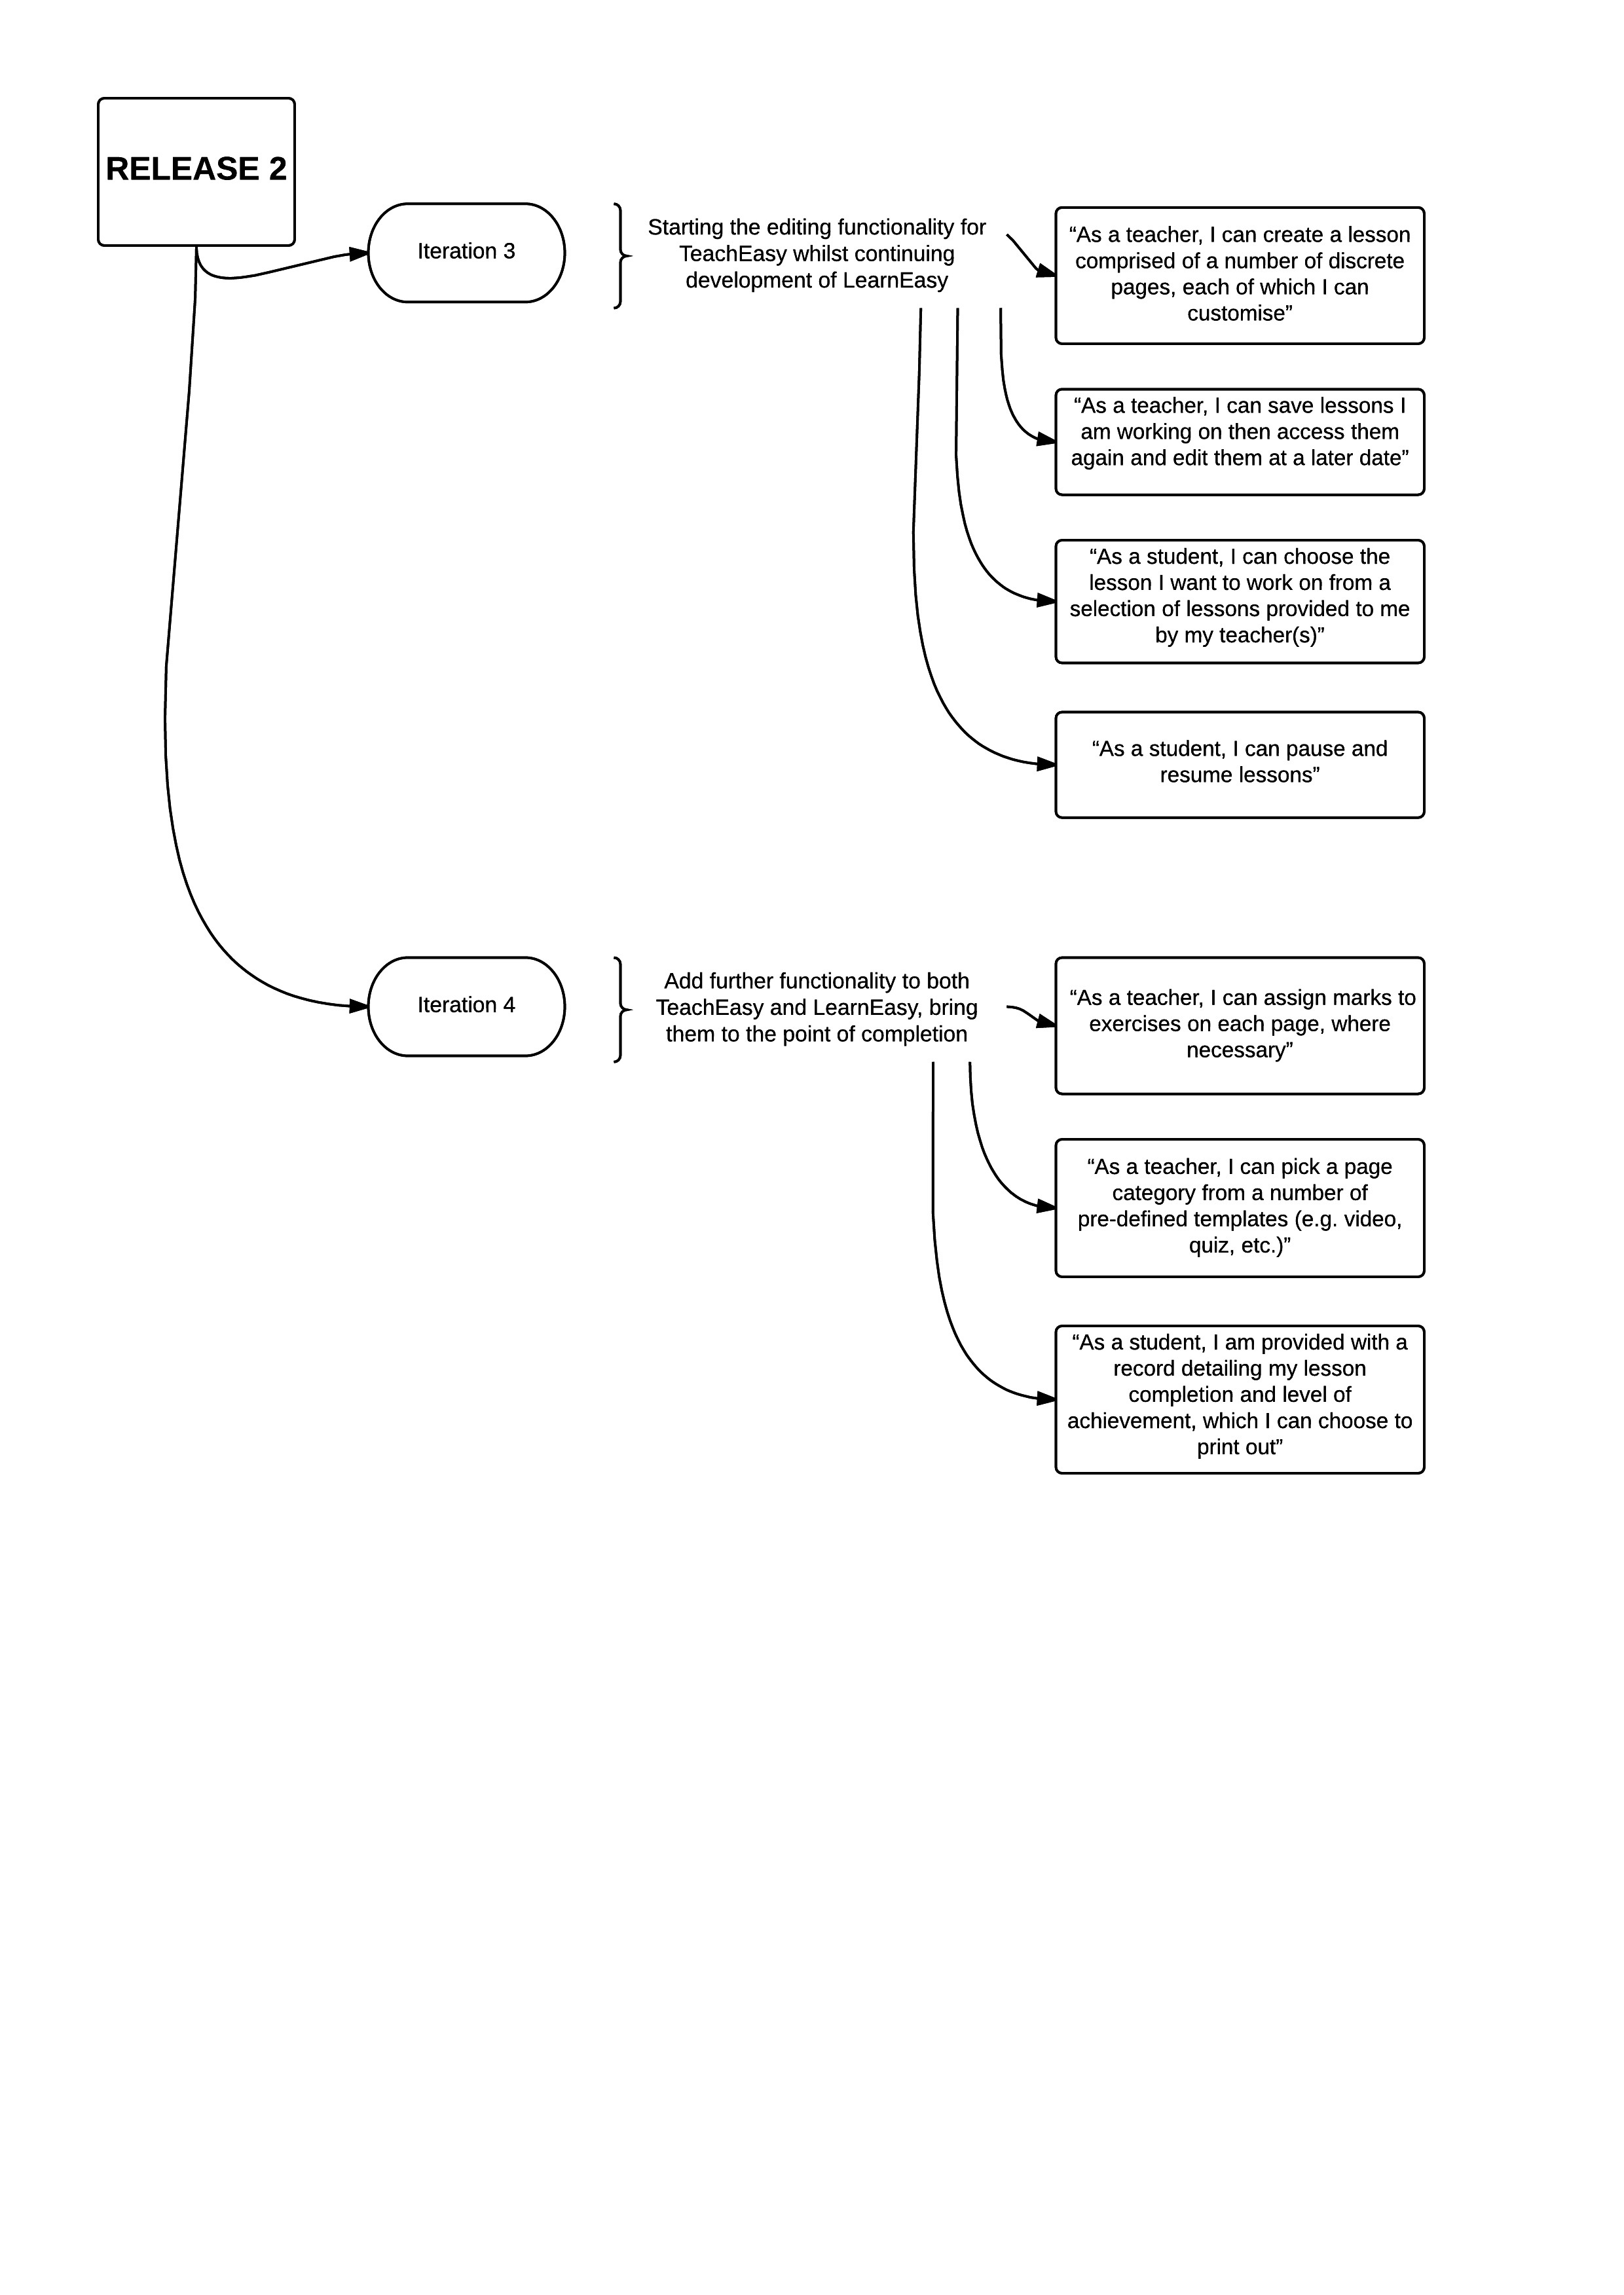 RELEASE 2
Iteration 3
Starting the editing functionality for
TeachEasy whilst continuing
development of LearnEasy
“As a teacher, I can create a lesson
comprised of a number of discrete
pages, each of which I can
customise”
“As a teacher, I can save lessons I
am working on then access them
again and edit them at a later date”
“As a student, I can choose the
lesson I want to work on from a
selection of lessons provided to me
by my teacher(s)”
“As a student, I can pause and
resume lessons”
Iteration 4
Add further functionality to both
TeachEasy and LearnEasy, bring
them to the point of completion
“As a teacher, I can assign marks to
exercises on each page, where
necessary”
“As a teacher, I can pick a page
category from a number of
pre-defined templates (e.g. video,
quiz, etc.)”
“As a student, I am provided with a
record detailing my lesson
completion and level of
achievement, which I can choose to
print out”